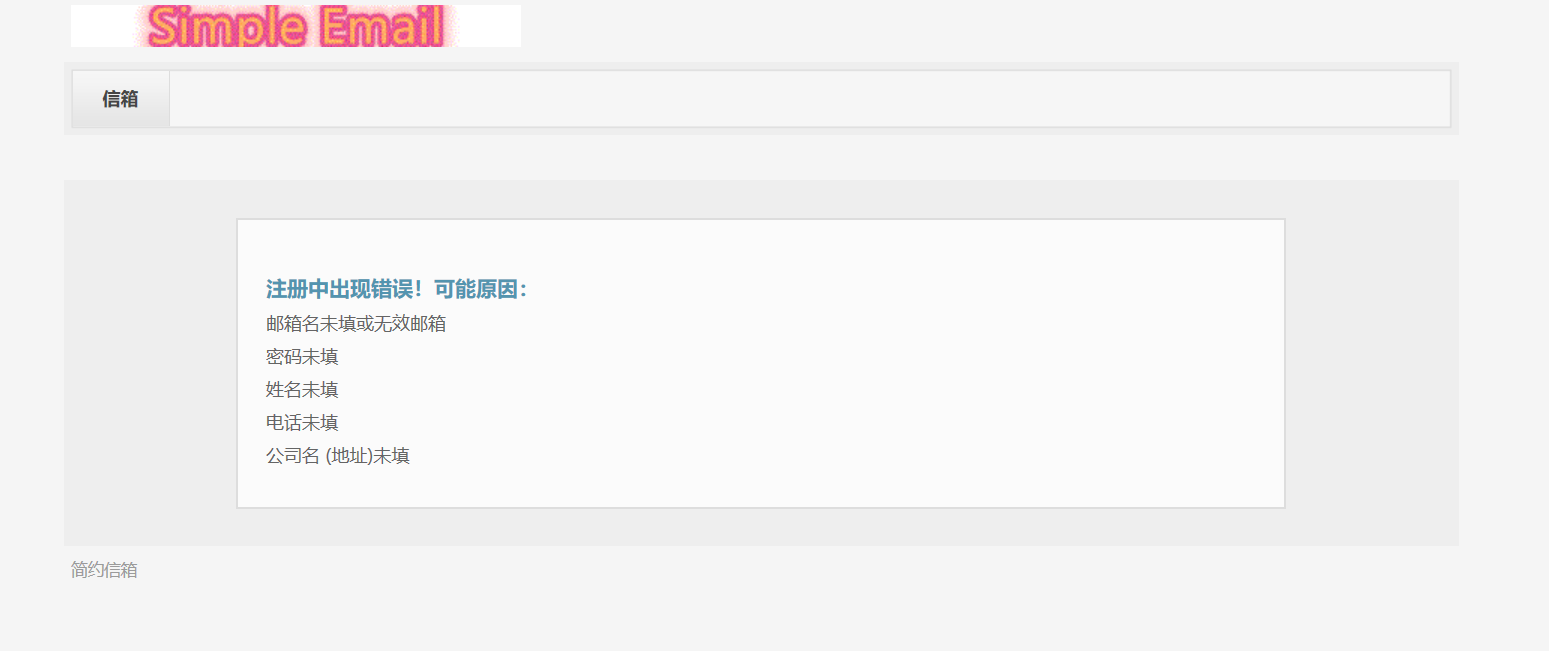 Simple Email
信箱
注册中出现错误！可能原因：
邮箱名未填或无效邮箱
密码未填
姓名未填
电话未填
公司名 (地址)未填
简约信箱